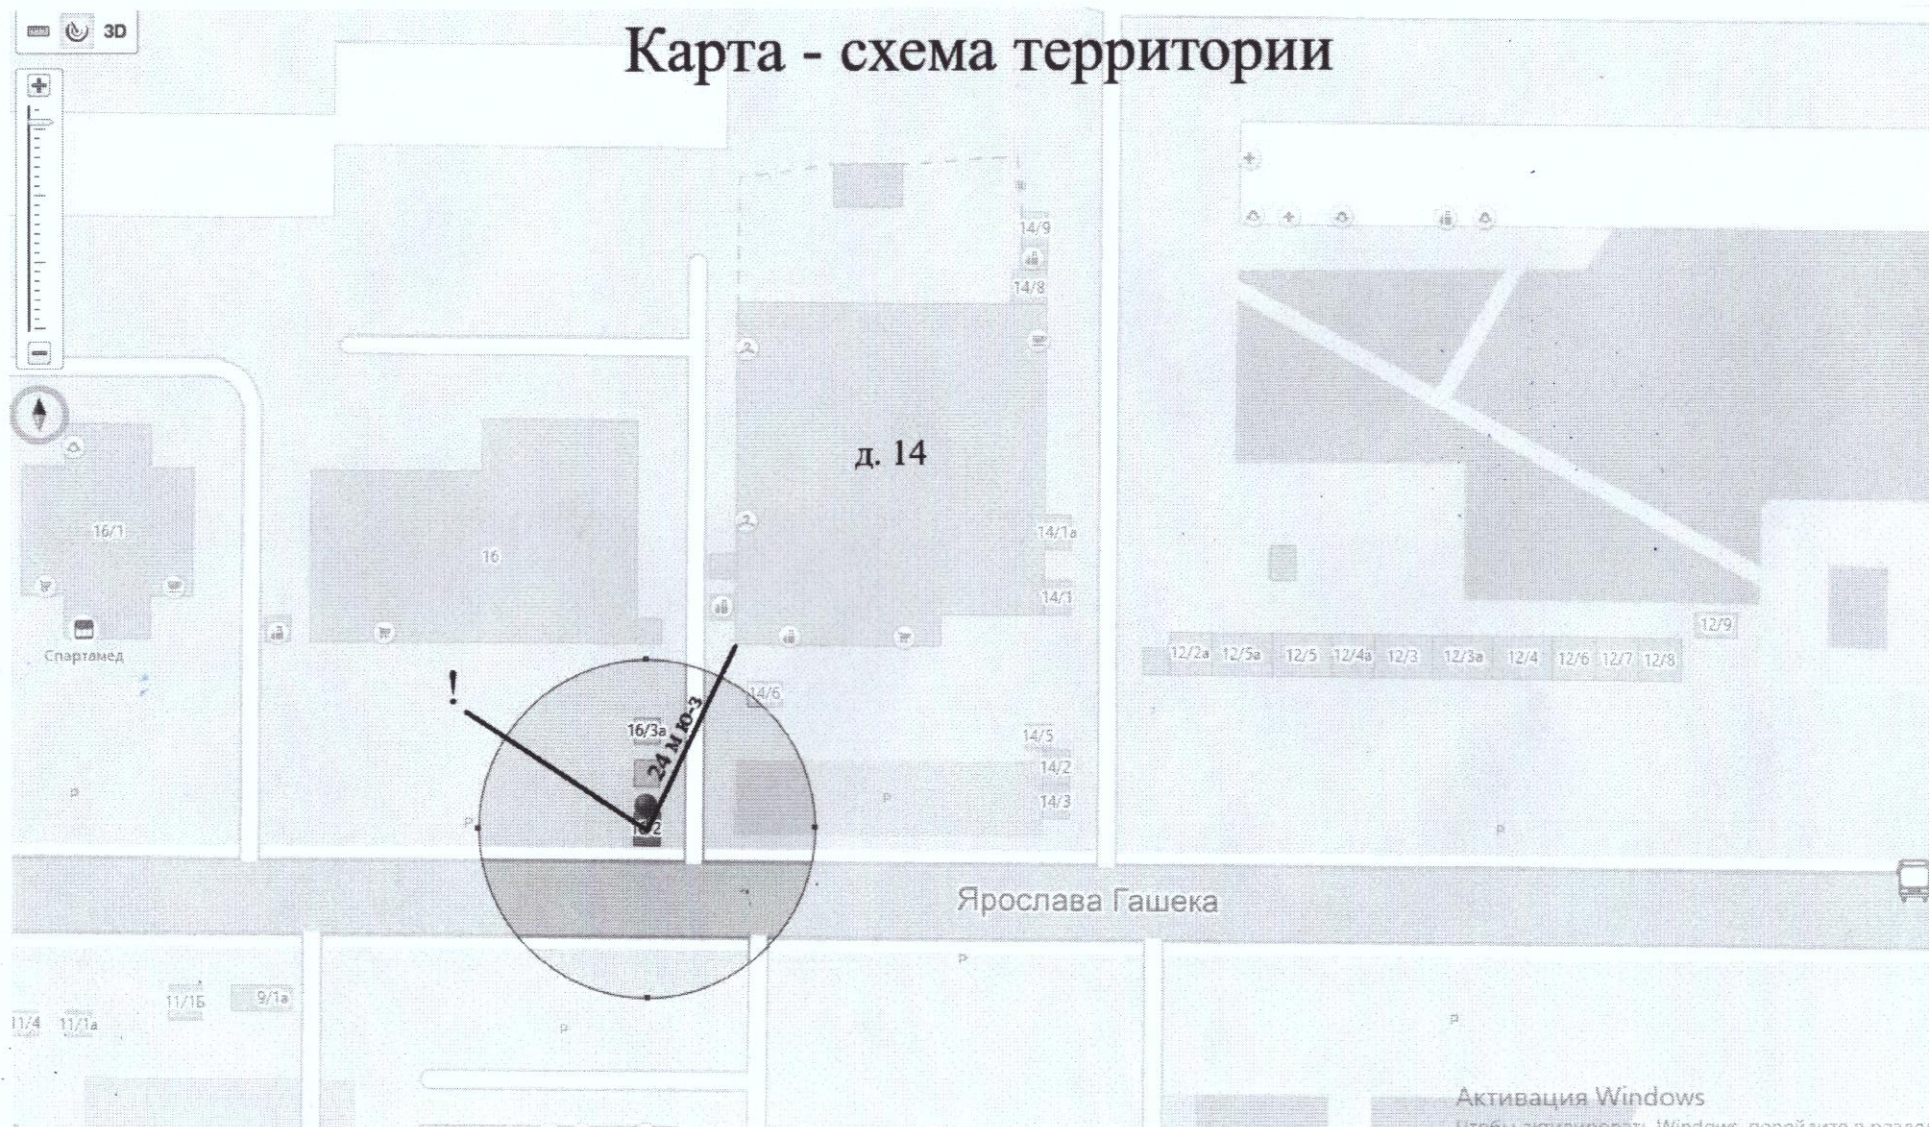 3D
Карта - схема территории
14/9
14/8
д. 14
16/1
16
14/1а
14/1
12/9
12/2а 12/5а 12/5 12/4а 12/3 12/3а 12/4 12/6 12/7 12/8
Спартамед
!
14/6
16/3а
24 м Ю-З
14/5
14/2
14/3
Р
Р
Р
Р
Ярослава Гашека
Р
11/1Б
9/1а
11/4
11/1а
Р
Р
Активация Windows